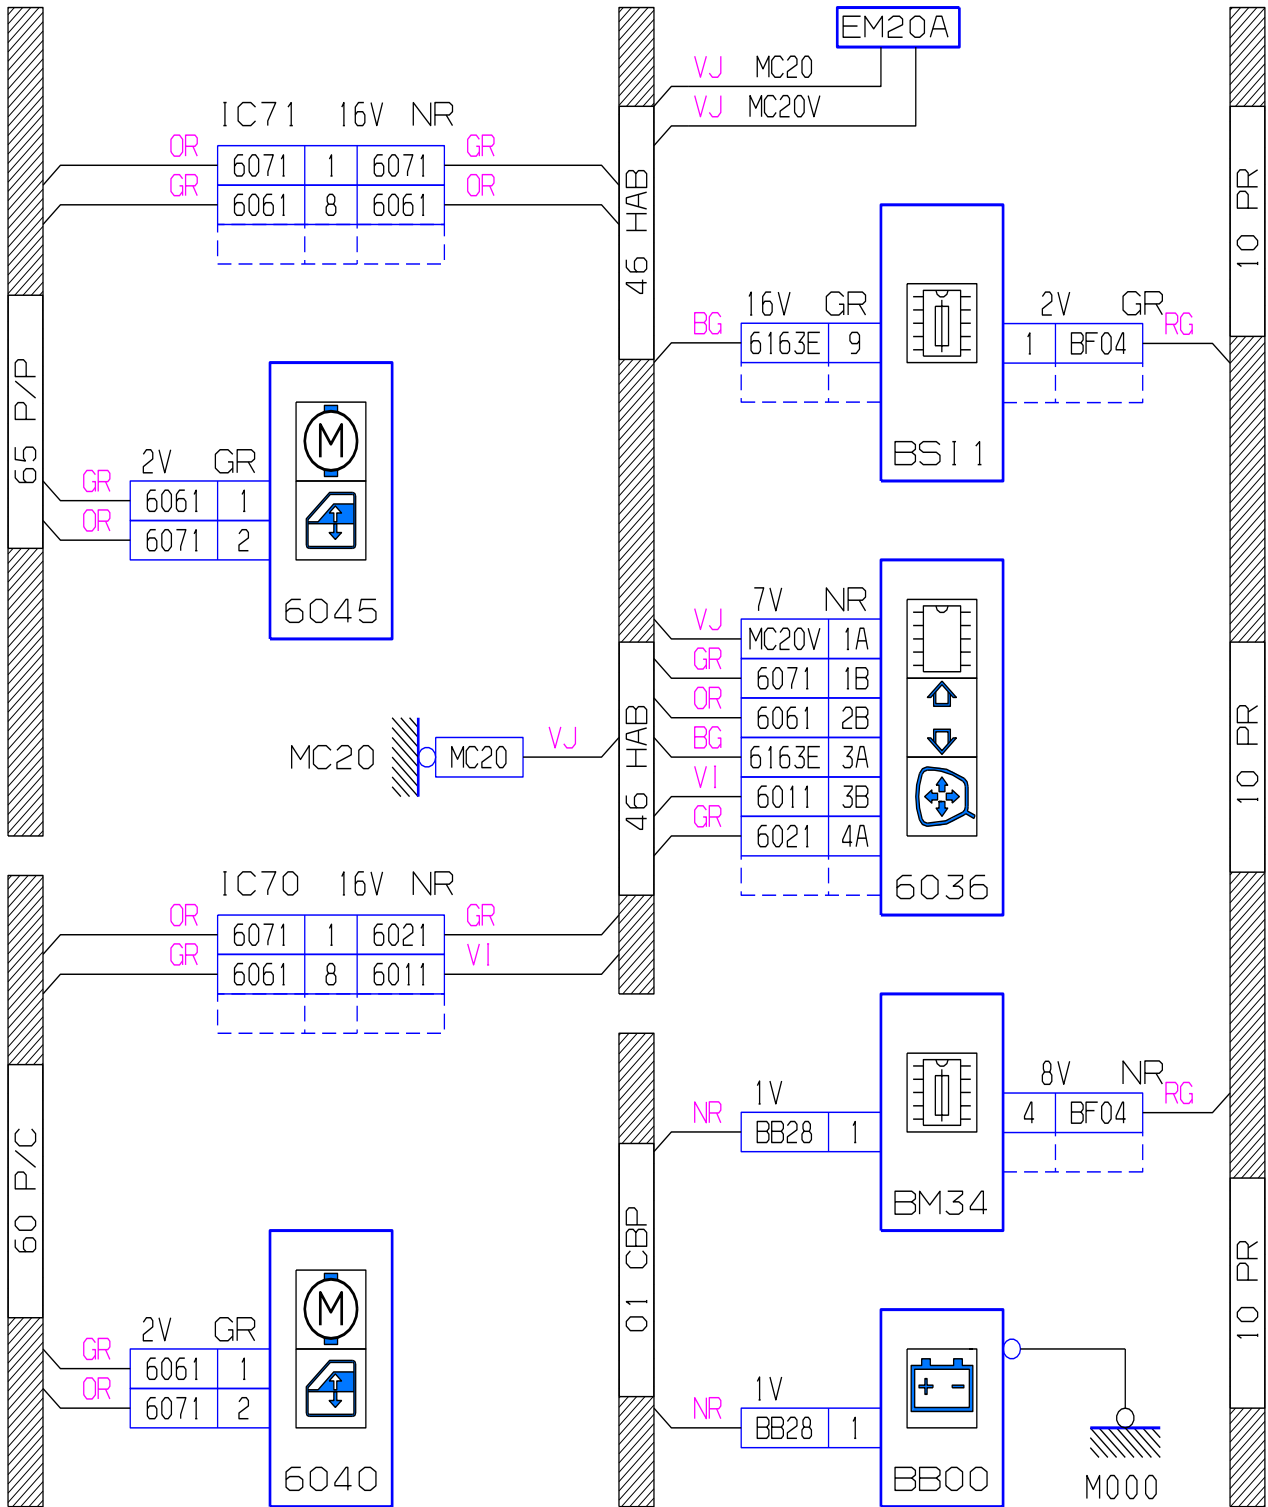 EM20A
VJ MC20
VJ MC20V
IC71 16V NR
OR 6071 1 6071 GR
GR 6061 8 6061 OR
46 HAB
10 PR
16V GR
BG 6163E 9
2V GR
1 BF04 RG
BSI1
65 P/P
2V GR
GR 6061 1
OR 6071 2
M
6045
7V NR
VJ MC20V 1A
GR 6071 1B
OR 6061 2B
BG 6163E 3A
VI 6011 3B
GR 6021 4A
6036
MC20 MC20 VJ
46 HAB
10 PR
IC70 16V NR
OR 6071 1 6021 GR
GR 6061 8 6011 VI
60 P/C
1V
NR BB28 1
8V NR
4 BF04 RG
BM34
01 CBP
10 PR
2V GR
GR 6061 1
OR 6071 2
M
6040
1V
NR BB28 1
+ -
BB00
M000